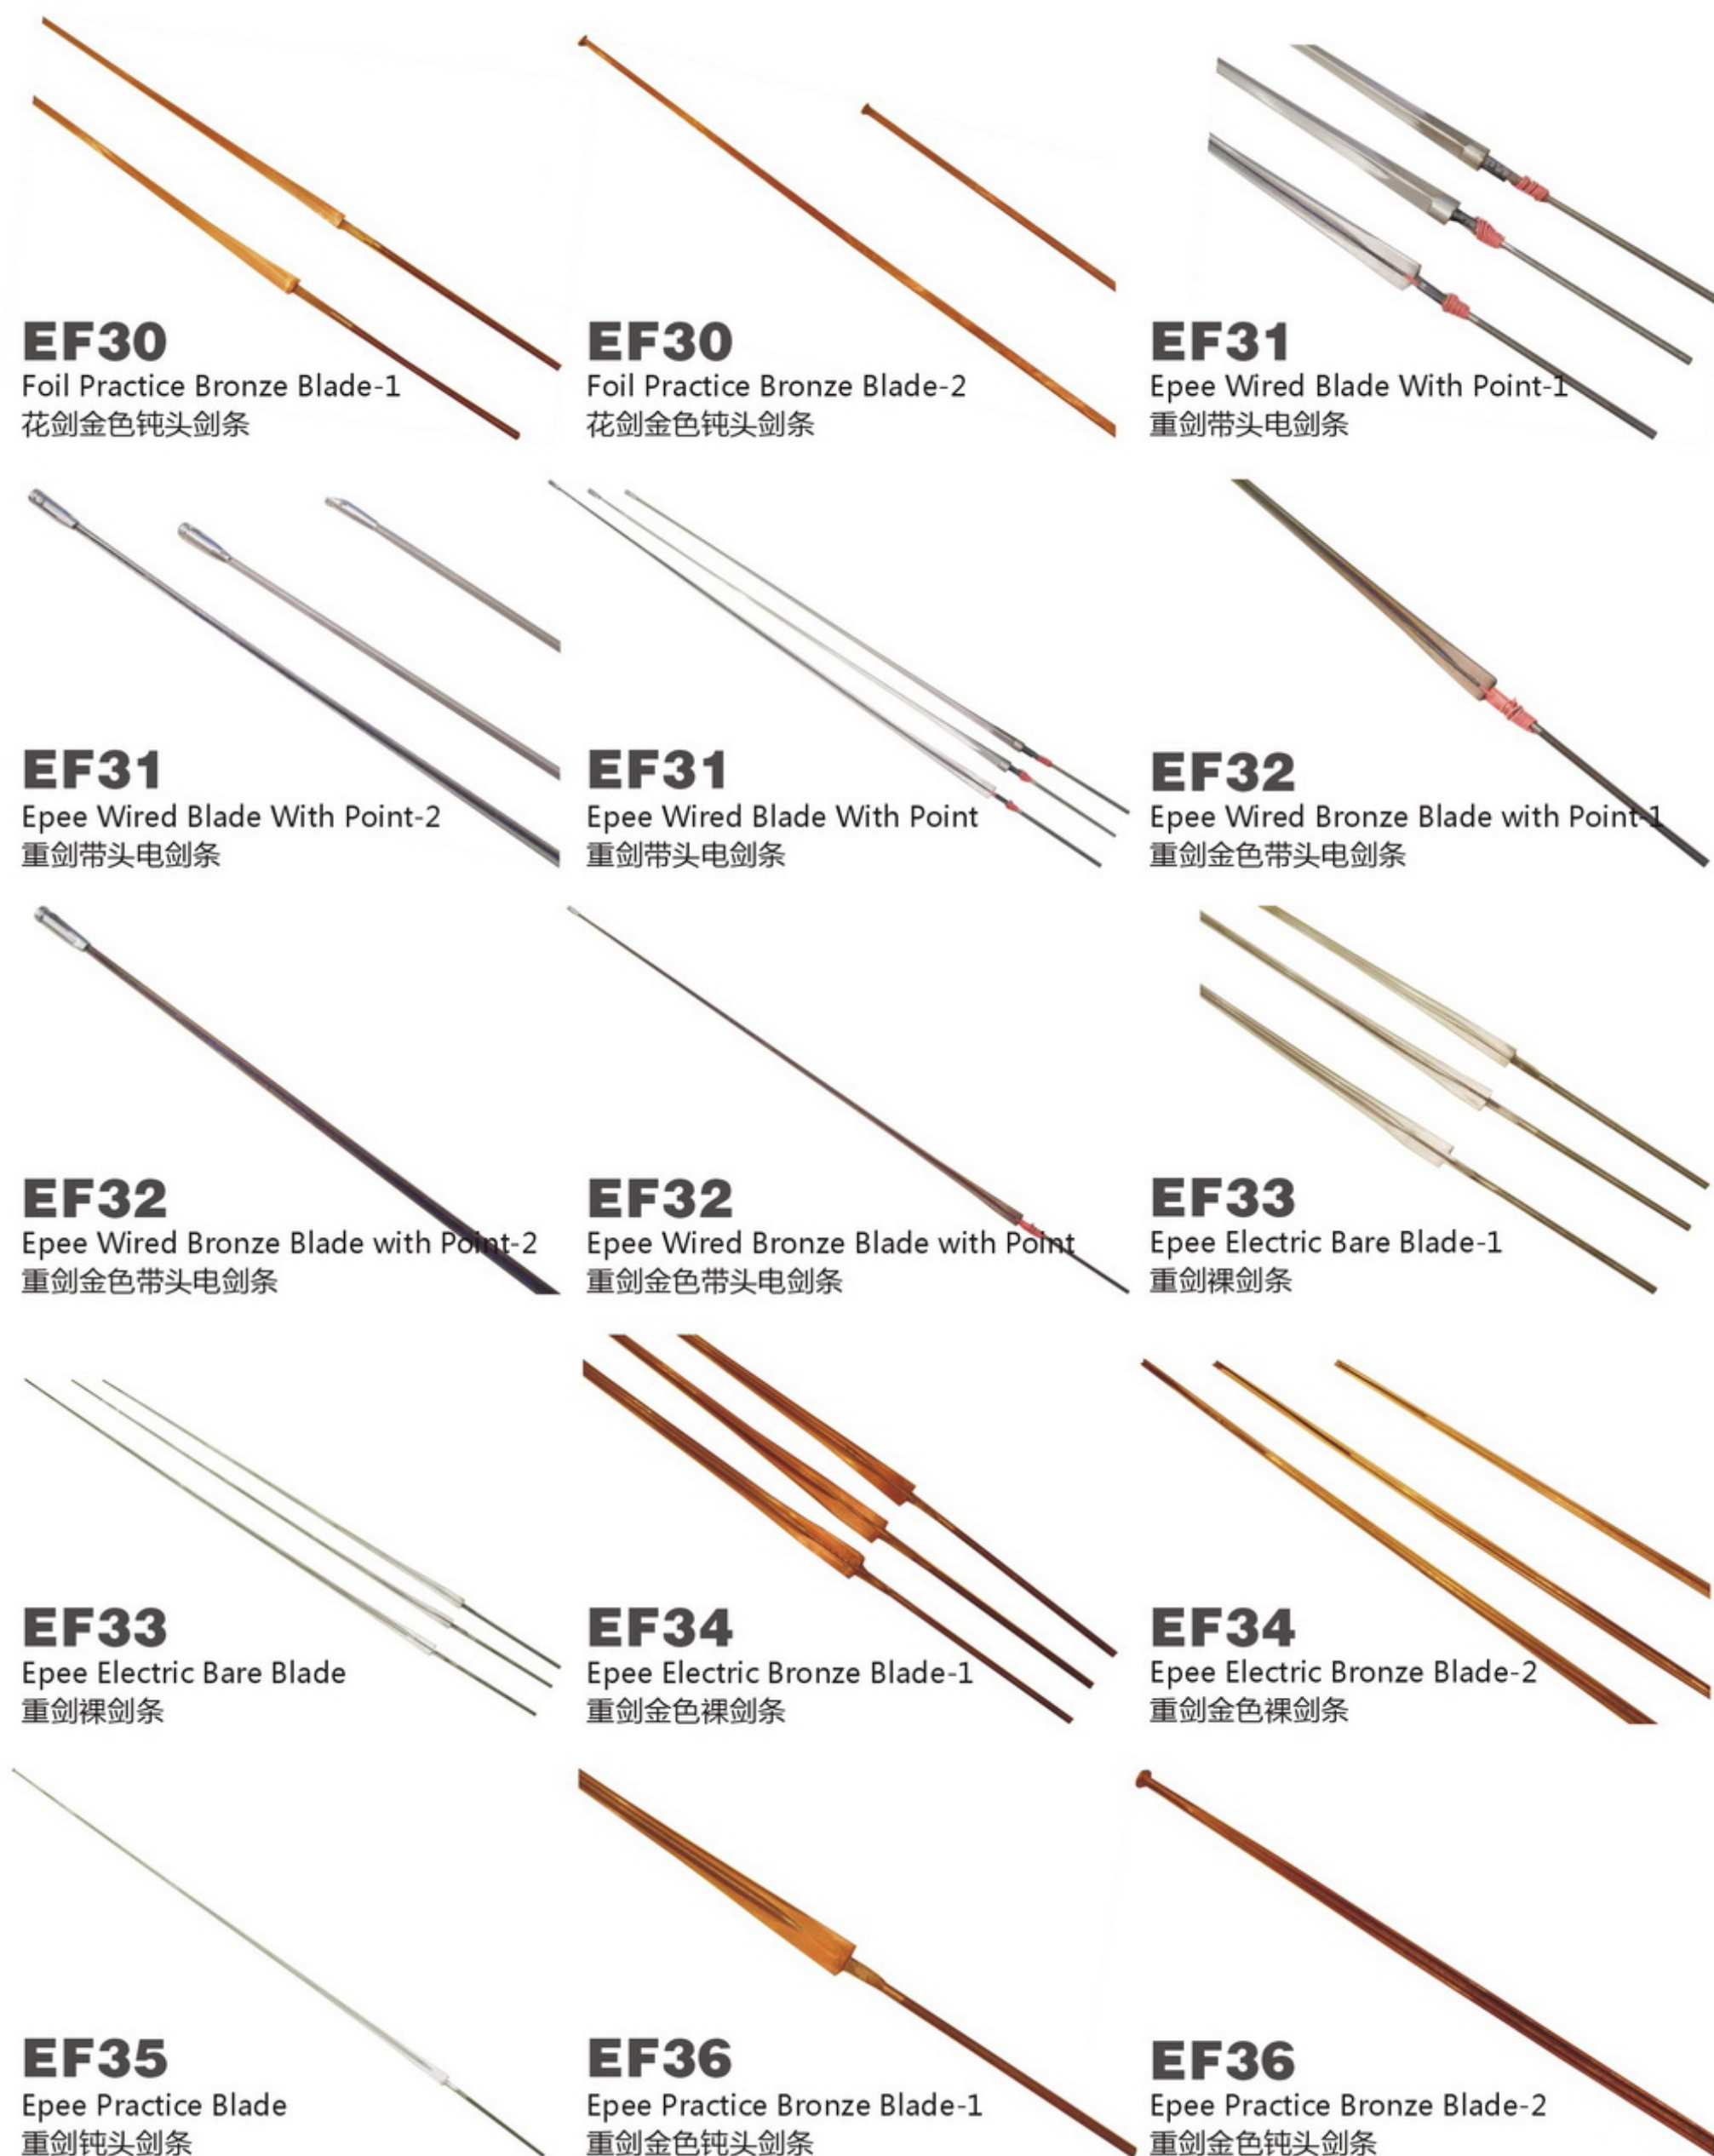 EF30
Foil Practice Bronze Blade-1
花剑金色钝头剑条
EF30
Foil Practice Bronze Blade-2
花剑金色钝头剑条
EF31
Epee Wired Blade With Point-1
重剑带头电剑条
EF31
Epee Wired Blade With Point-2
重剑带头电剑条
EF31
Epee Wired Blade With Point
重剑带头电剑条
EF32
Epee Wired Bronze Blade with Point-1
重剑金色带头电剑条
EF32
Epee Wired Bronze Blade with Point-2
重剑金色带头电剑条
EF32
Epee Wired Bronze Blade with Point
重剑金色带头电剑条
EF33
Epee Electric Bare Blade-1
重剑裸剑条
EF33
Epee Electric Bare Blade
重剑裸剑条
EF34
Epee Electric Bronze Blade-1
重剑金色裸剑条
EF34
Epee Electric Bronze Blade-2
重剑金色裸剑条
EF35
Epee Practice Blade
重剑钝头剑条
EF36
Epee Practice Bronze Blade-1
重剑金色钝头剑条
EF36
Epee Practice Bronze Blade-2
重剑金色钝头剑条